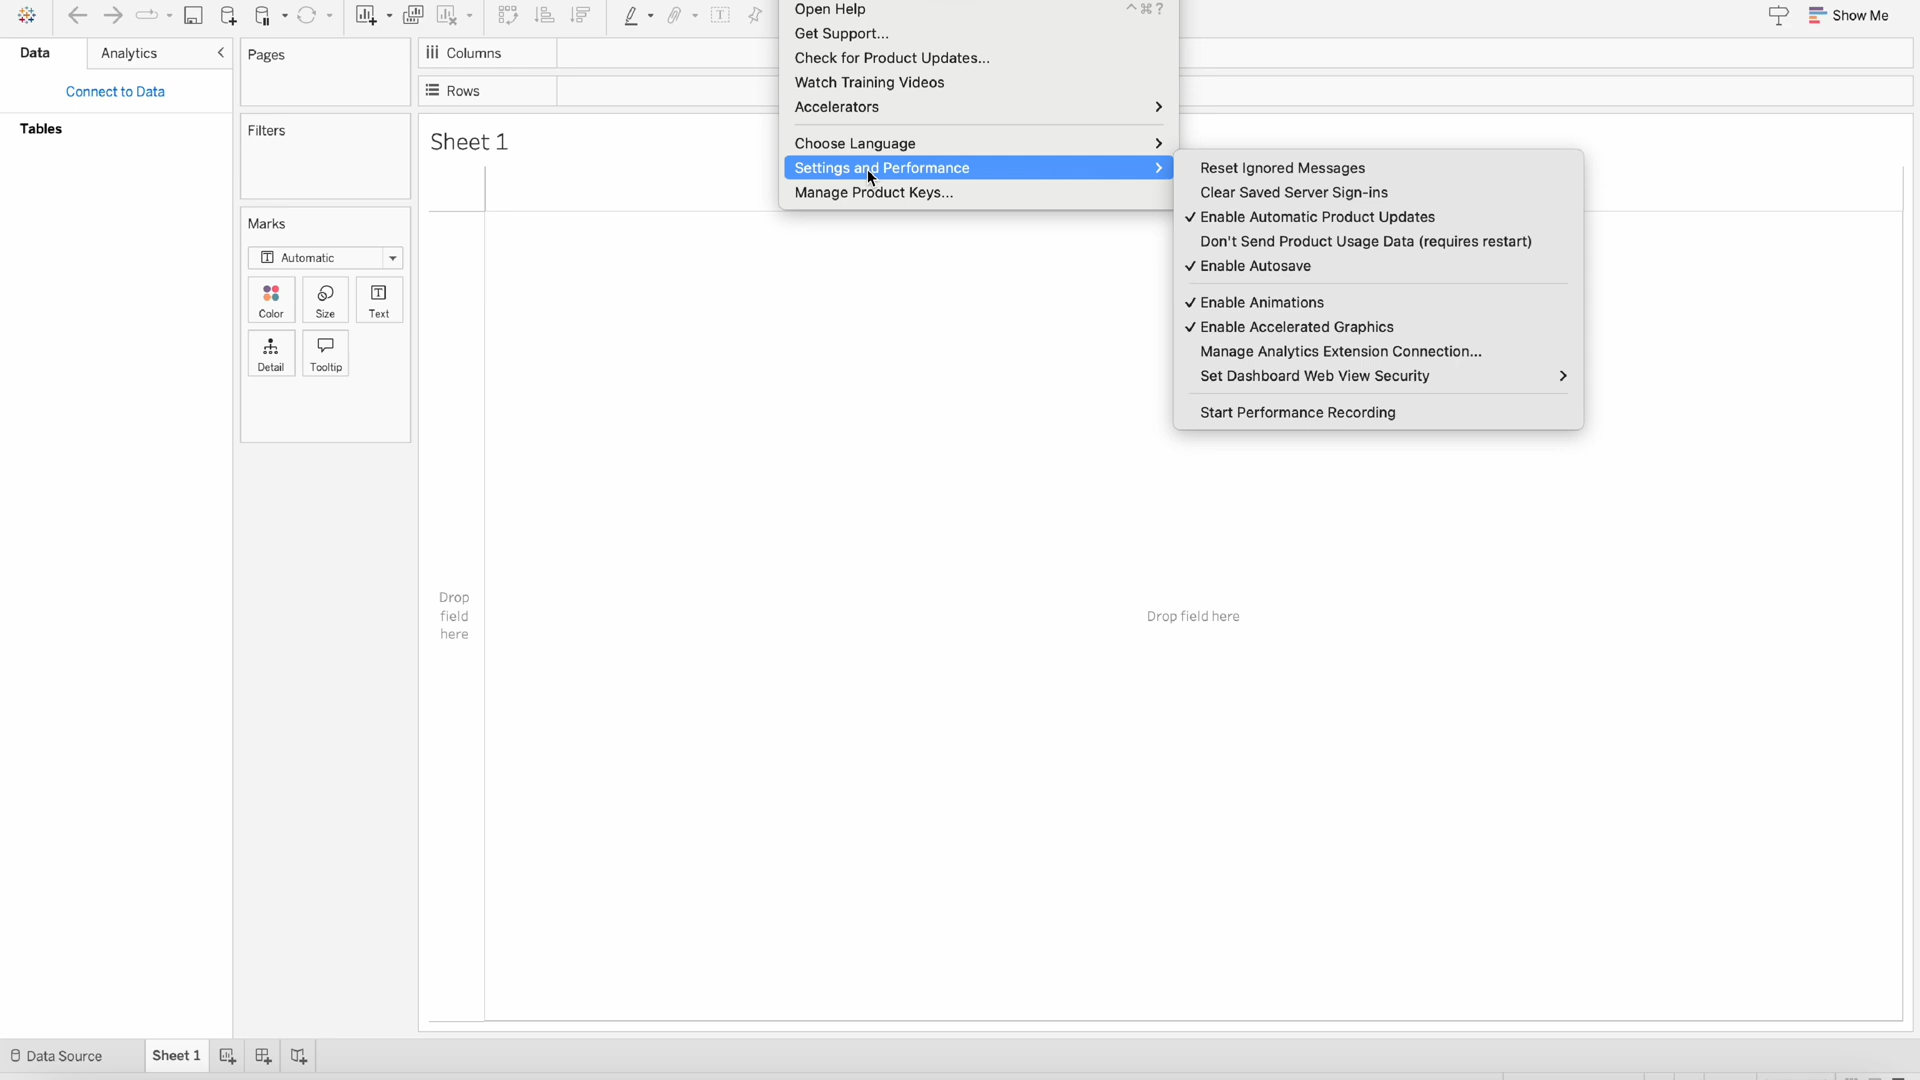 Show Me
Data
Analytics
Connect to Data
Tables
Pages
Filters
Marks
Automatic
Color
Size
Text
Detail
Tooltip
Columns
Rows
Sheet 1
Open Help
^⌘?
Get Support...
Check for Product Updates...
Watch Training Videos
Accelerators
Choose Language
Settings and Performance
Manage Product Keys...
Reset Ignored Messages
Clear Saved Server Sign-ins
Enable Automatic Product Updates
Don't Send Product Usage Data (requires restart)
Enable Autosave
Enable Animations
Enable Accelerated Graphics
Manage Analytics Extension Connection...
Set Dashboard Web View Security
Start Performance Recording
Drop
field
here
Drop field here
Data Source
Sheet 1